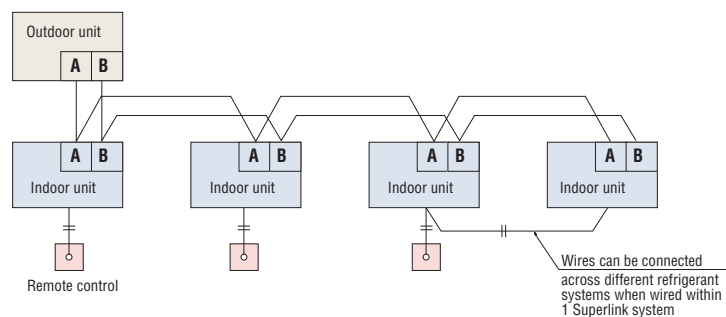 Outdoor unit
A B
A B
Indoor unit
A B
Indoor unit
A B
Indoor unit
A B
Indoor unit
Remote control
Wires can be connected
across different refrigerant
systems when wired within
1 Superlink system